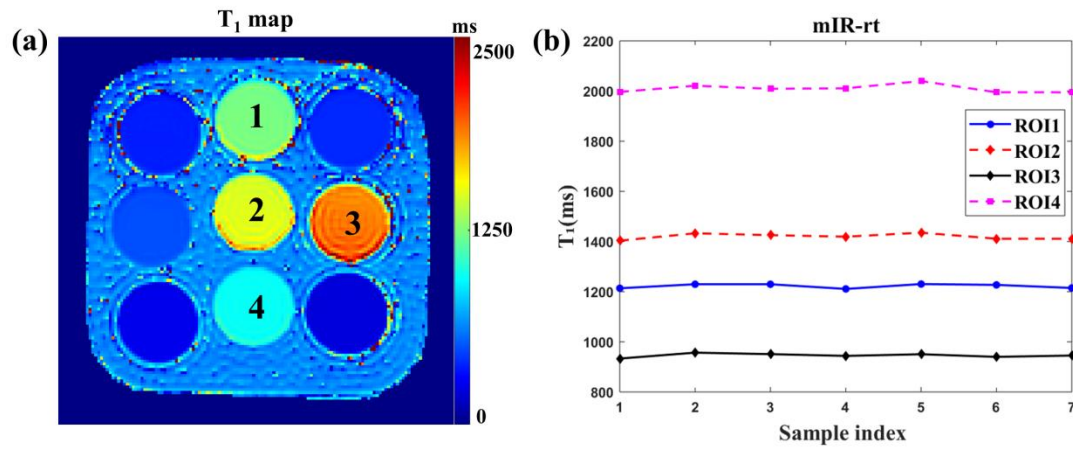 (a)
T₁ map
ms
2500
1250
0
1
2
3
4
(b)
mIR-rt
T₁(ms)
2200
2000
1800
1600
1400
1200
1000
800
1 2 3 4 5 6 7
Sample index
ROI1
ROI2
ROI3
ROI4